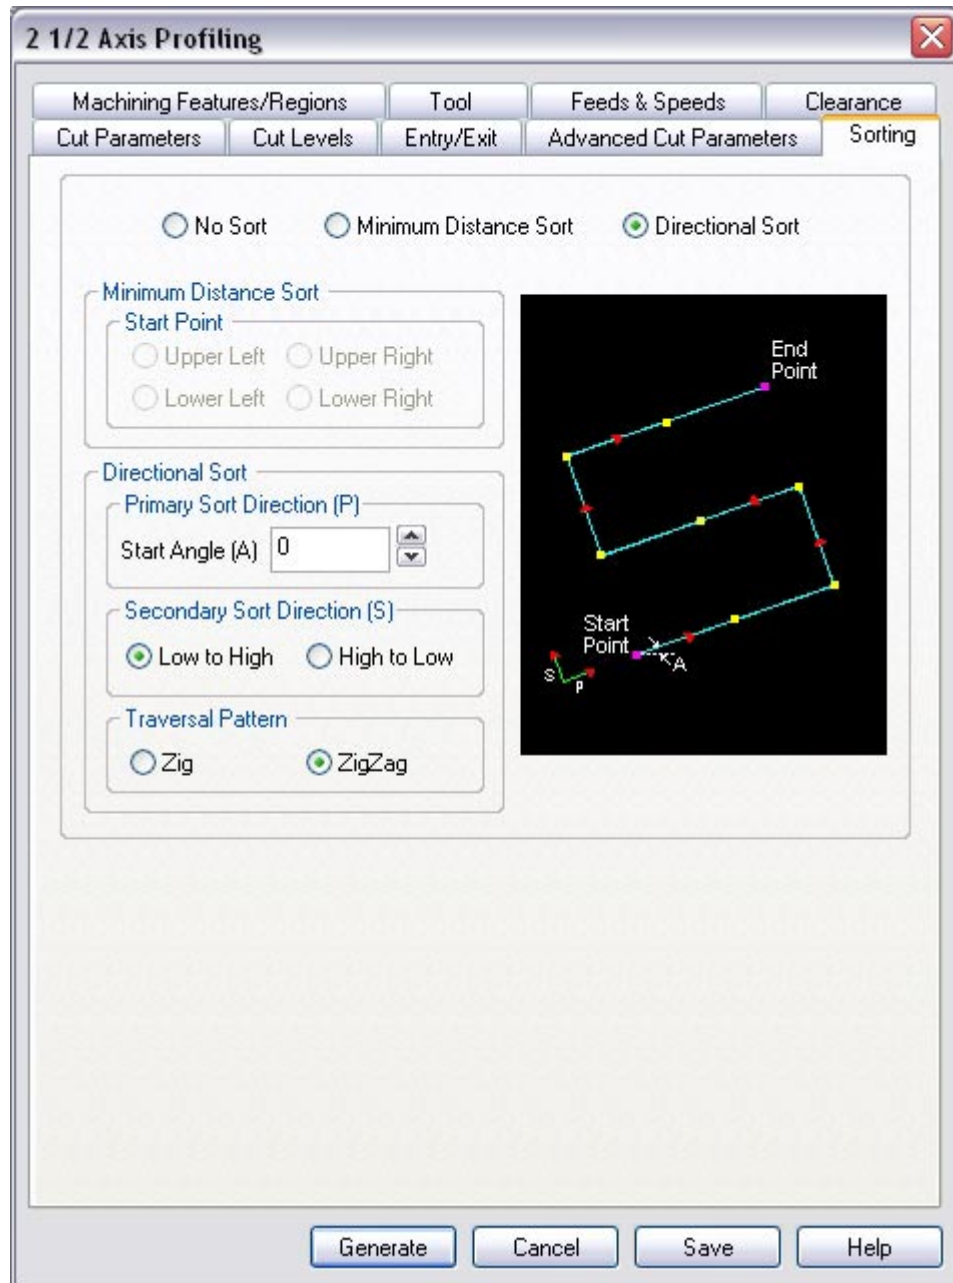 2 1/2 Axis Profiling
Machining Features/Regions Tool Feeds & Speeds Clearance
Cut Parameters Cut Levels Entry/Exit Advanced Cut Parameters Sorting
No Sort Minimum Distance Sort Directional Sort
Minimum Distance Sort
Start Point
Upper Left Upper Right
Lower Left Lower Right
Directional Sort
Primary Sort Direction (P)
Start Angle (A) 0
Secondary Sort Direction (S)
Low to High High to Low
Traversal Pattern
Zig ZigZag
End
Point
Start
Point
A
S
P
Generate Cancel Save Help